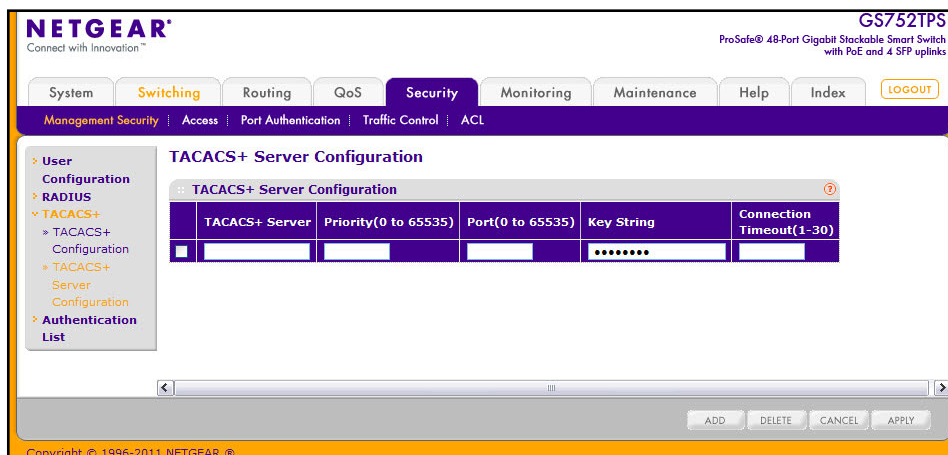 NETGEAR®
Connect with Innovation™
GS752TPS
ProSafe® 48-Port Gigabit Stackable Smart Switch
with PoE and 4 SFP uplinks
System Switching Routing QoS Security Monitoring Maintenance Help Index LOGOUT
Management Security Access Port Authentication Traffic Control ACL
User
Configuration
RADIUS
TACACS+
» TACACS+
Configuration
» TACACS+
Server
Configuration
Authentication
List
TACACS+ Server Configuration
TACACS+ Server Configuration ?
TACACS+ Server Priority(0 to 65535) Port(0 to 65535) Key String Connection
Timeout(1-30)
••••••••
ADD DELETE CANCEL APPLY
Copyright © 1996-2011 NETGEAR ®